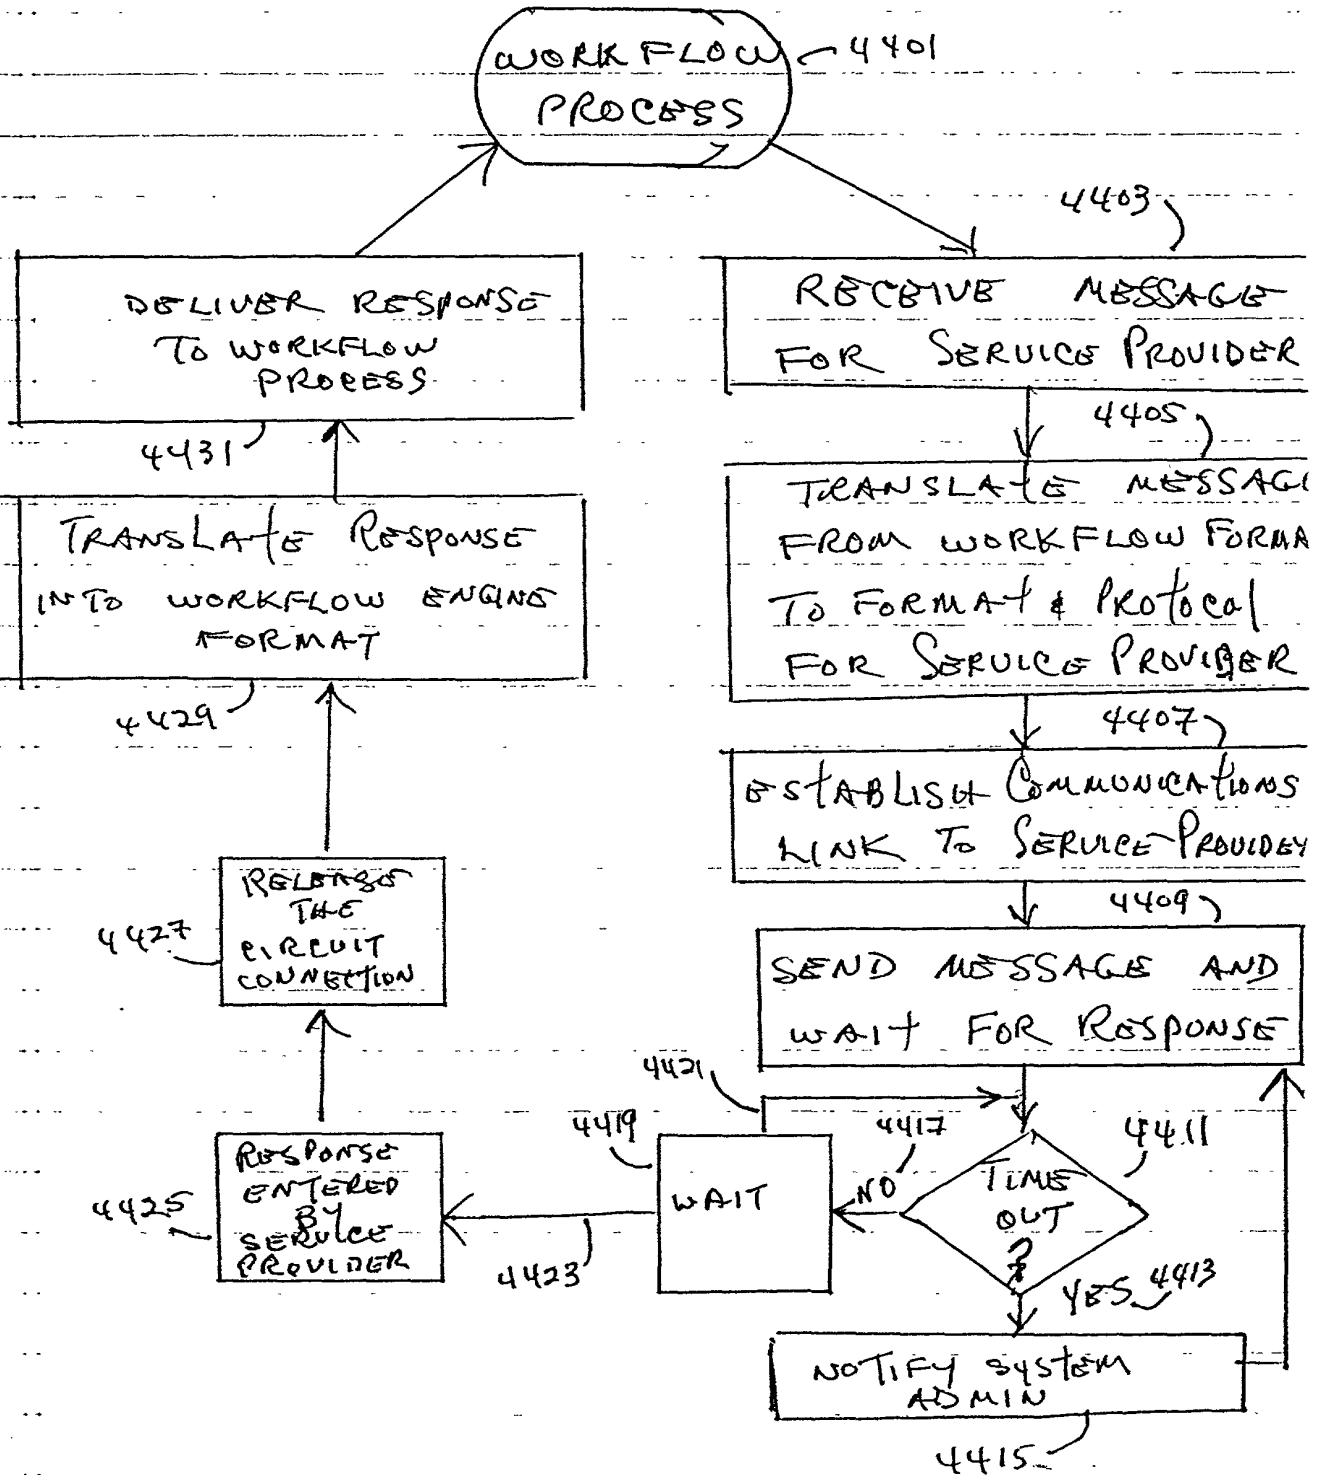 WORKFLOW
PROCESS
4401
4403
RECEIVE MESSAGE
FOR SERVICE PROVIDER
4405
TRANSLATE MESSAG
FROM WORKFLOW FORMA
TO FORMAT & PROTOCAL
FOR SERVICE PROVIDER
4407
ESTABLISH COMMUNICATIONS
LINK TO SERVICE PROVIDER
4409
SEND MESSAGE AND
WAIT FOR RESPONSE
4411
TIME
OUT
?
YES 4413
NOTIFY SYSTEM
ADMIN
4415
4417
NO
4419
WAIT
4421
4423
RESPONSE
ENTERED
BY
SERVICE
PROVIDER
4425
RELEASE
THE
CIRCUIT
CONNECTION
4427
TRANSLATE RESPONSE
INTO WORKFLOW ENGINE
FORMAT
4429
DELIVER RESPONSE
TO WORKFLOW
PROCESS
4431